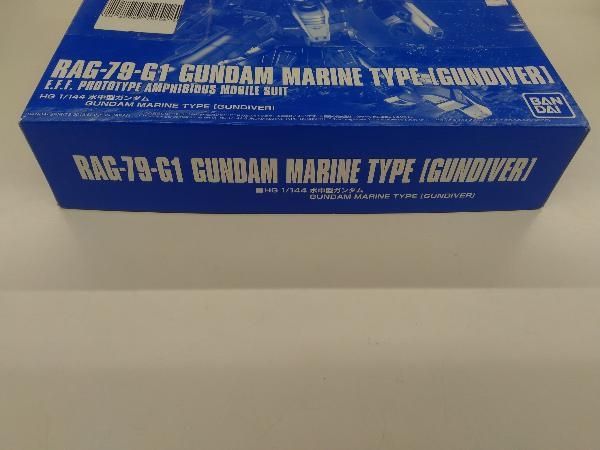 RAG-79-G1 GUNDAM MARINE TYPE [GUNDIVER]
E.F.F. PROTOTYPE AMPHIBIOUS MOBILE SUIT
HG 1/144 水中型ガンダム
GUNDAM MARINE TYPE [GUNDIVER]
BAN
DAI
RAG-79-G1 GUNDAM MARINE TYPE [GUNDIVER]
■HG 1/144 水中型ガンダム
GUNDAM MARINE TYPE [GUNDIVER]